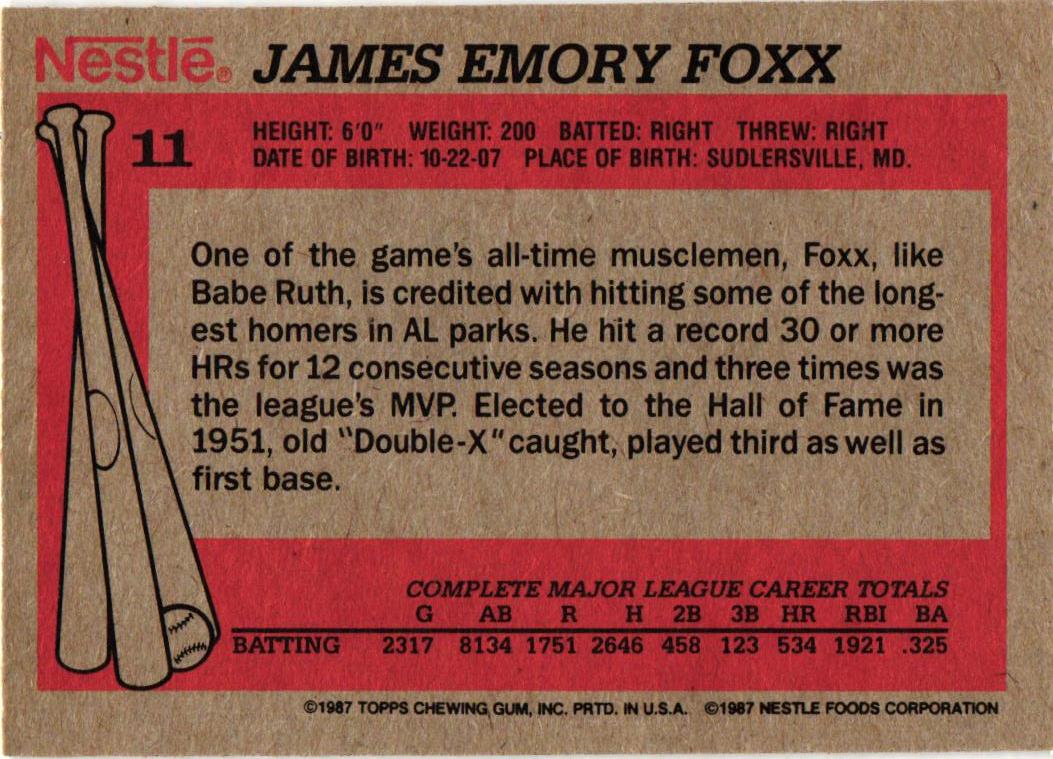 Nestlé® JAMES EMORY FOXX
11
HEIGHT: 6'0" WEIGHT: 200 BATTED: RIGHT THREW: RIGHT
DATE OF BIRTH: 10-22-07 PLACE OF BIRTH: SUDLERSVILLE, MD.
One of the game's all-time musclemen, Foxx, like
Babe Ruth, is credited with hitting some of the long-
est homers in AL parks. He hit a record 30 or more
HRs for 12 consecutive seasons and three times was
the league's MVP. Elected to the Hall of Fame in
1951, old "Double-X" caught, played third as well as
first base.
COMPLETE MAJOR LEAGUE CAREER TOTALS
G AB R H 2B 3B HR RBI BA
BATTING 2317 8134 1751 2646 458 123 534 1921 .325
©1987 TOPPS CHEWING GUM, INC. PRTD. IN U.S.A. ©1987 NESTLE FOODS CORPORATION